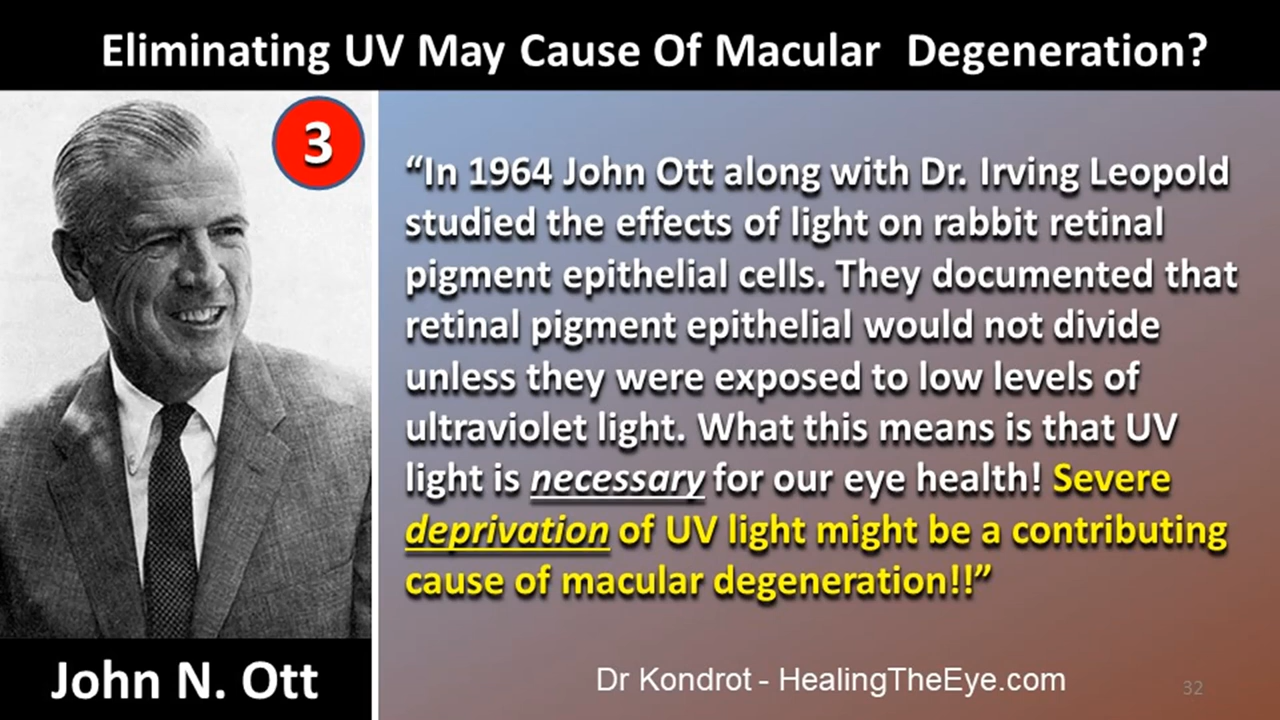 Eliminating UV May Cause Of Macular Degeneration?
3
“In 1964 John Ott along with Dr. Irving Leopold
studied the effects of light on rabbit retinal
pigment epithelial cells. They documented that
retinal pigment epithelial would not divide
unless they were exposed to low levels of
ultraviolet light. What this means is that UV
light is necessary for our eye health! Severe
deprivation of UV light might be a contributing
cause of macular degeneration!!”
John N. Ott
Dr Kondrot - HealingTheEye.com
32